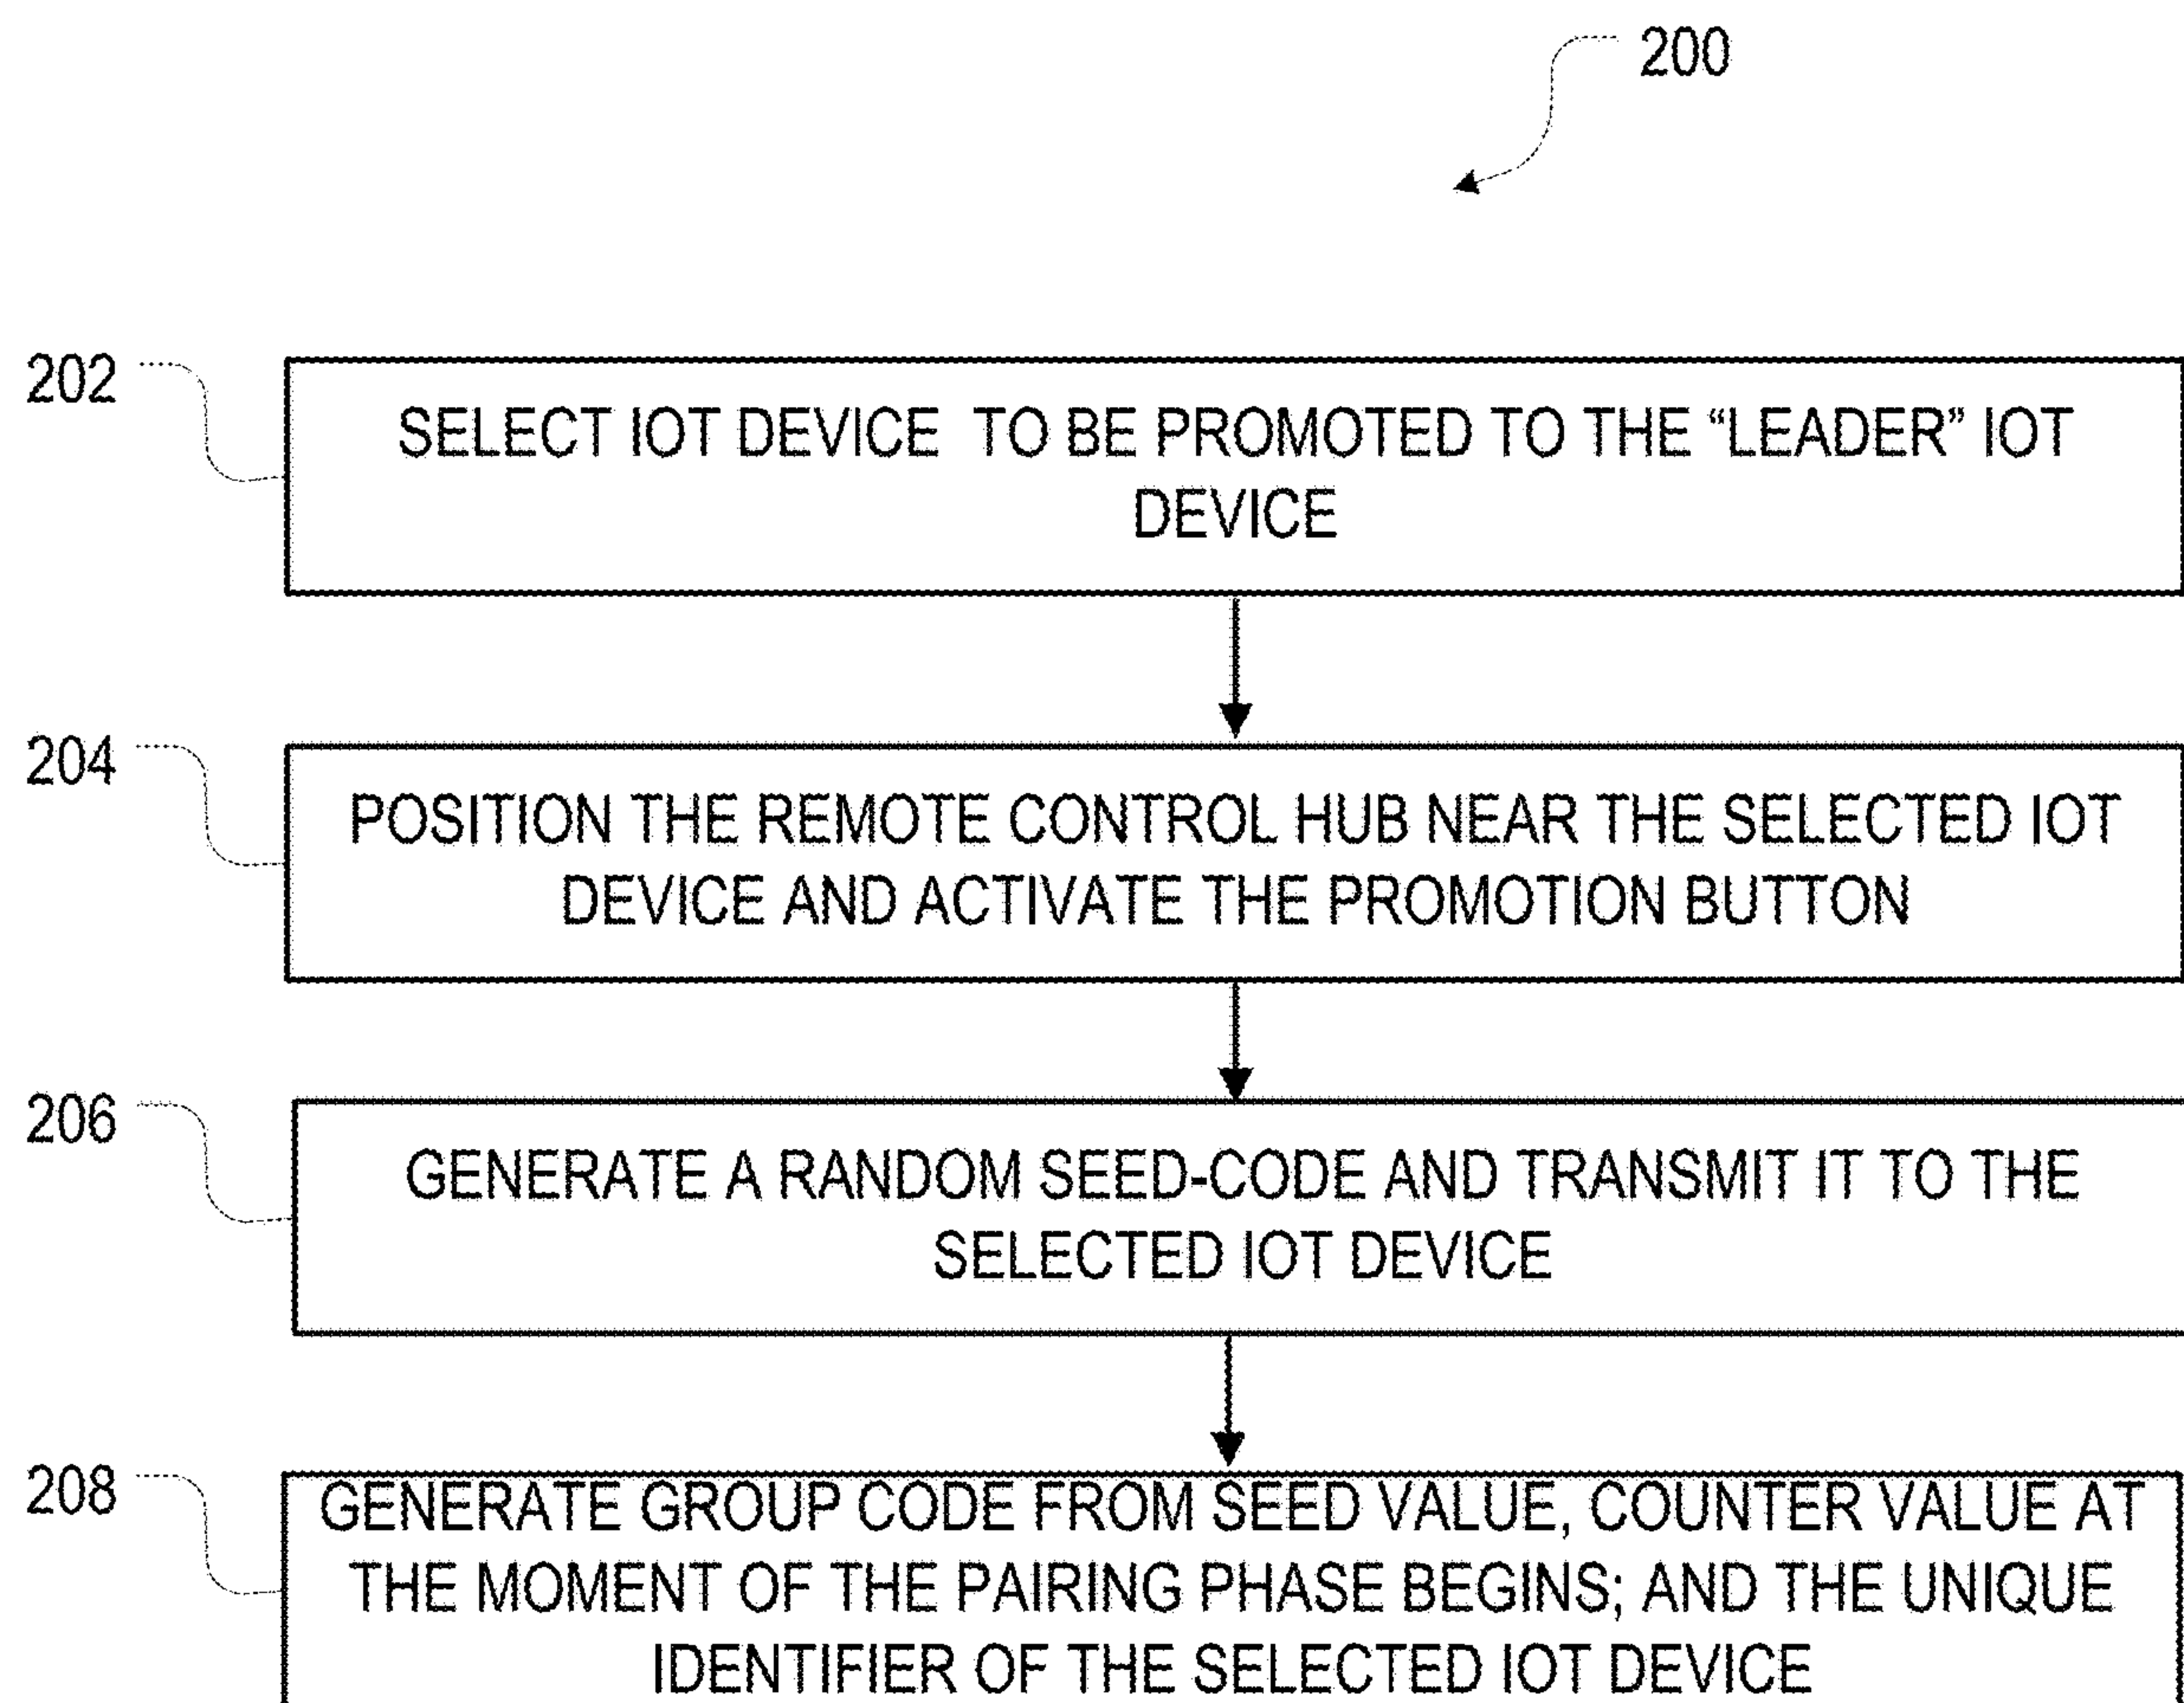 200
202
SELECT IOT DEVICE TO BE PROMOTED TO THE “LEADER” IOT
DEVICE
204
POSITION THE REMOTE CONTROL HUB NEAR THE SELECTED IOT
DEVICE AND ACTIVATE THE PROMOTION BUTTON
206
GENERATE A RANDOM SEED-CODE AND TRANSMIT IT TO THE
SELECTED IOT DEVICE
208
GENERATE GROUP CODE FROM SEED VALUE, COUNTER VALUE AT
THE MOMENT OF THE PAIRING PHASE BEGINS; AND THE UNIQUE
IDENTIFIER OF THE SELECTED IOT DEVICE